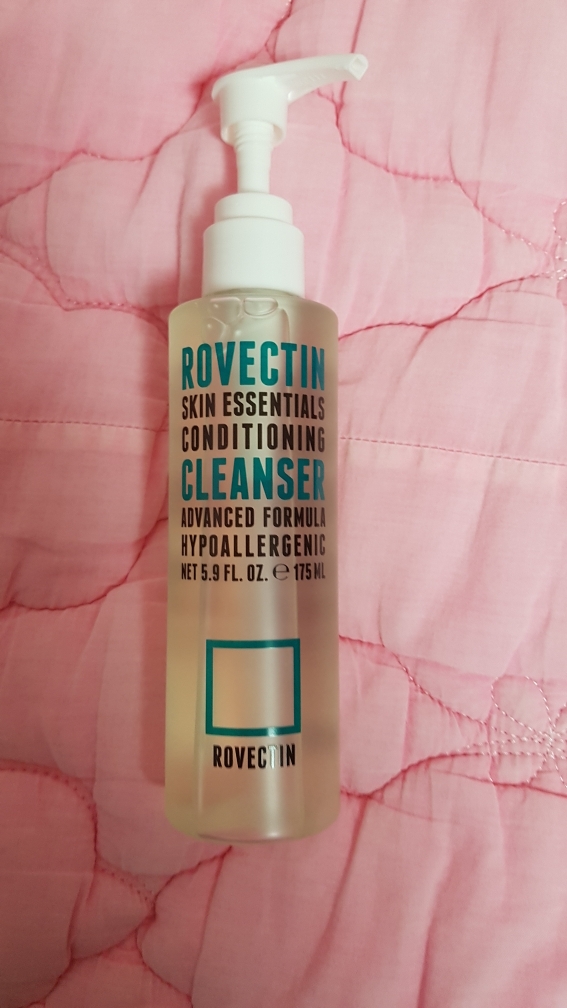 ROVECTIN
SKIN ESSENTIALS
CONDITIONING
CLEANSER
ADVANCED FORMULA
HYPOALLERGENIC
NET 5.9 FL. OZ. ℮ 175 ML
ROVECTIN